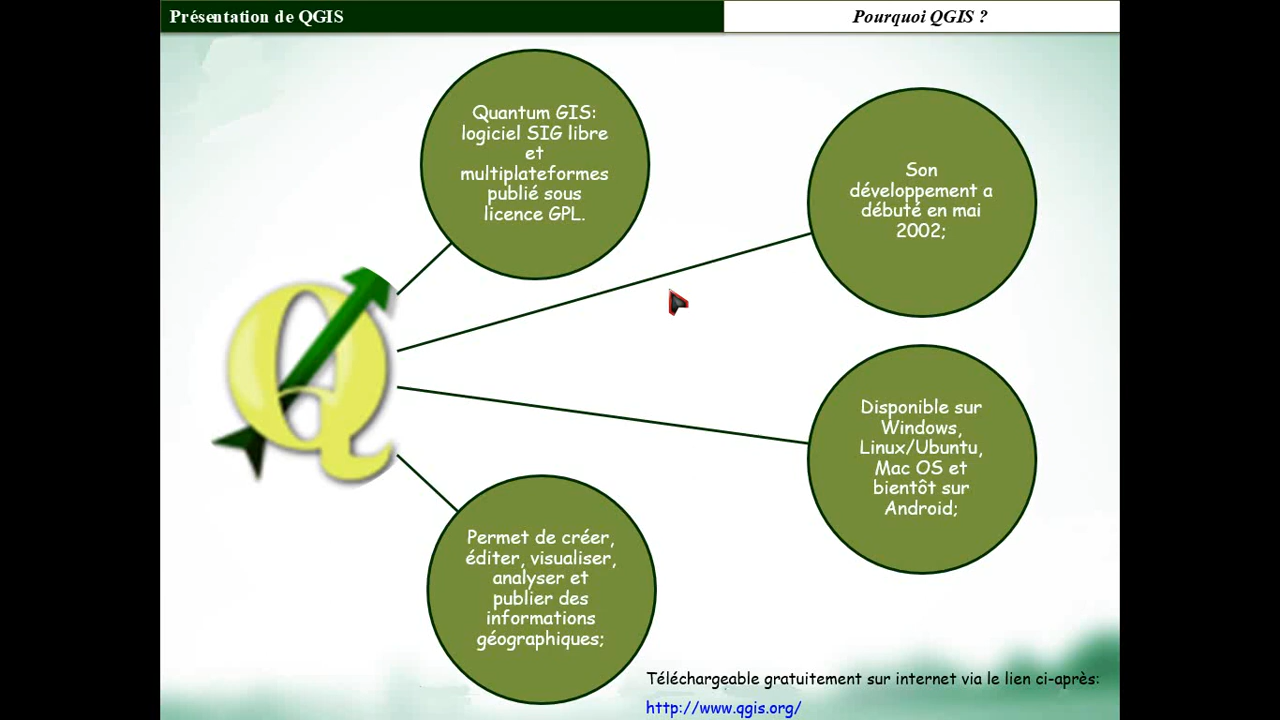 Présentation de QGIS
Pourquoi QGIS ?
Quantum GIS:
logiciel SIG libre
et
multiplateformes
publié sous
licence GPL.
Son
développement a
débuté en mai
2002;
Disponible sur
Windows,
Linux/Ubuntu,
Mac OS et
bientôt sur
Android;
Permet de créer,
éditer, visualiser,
analyser et
publier des
informations
géographiques;
Téléchargeable gratuitement sur internet via le lien ci-après:
http://www.qgis.org/